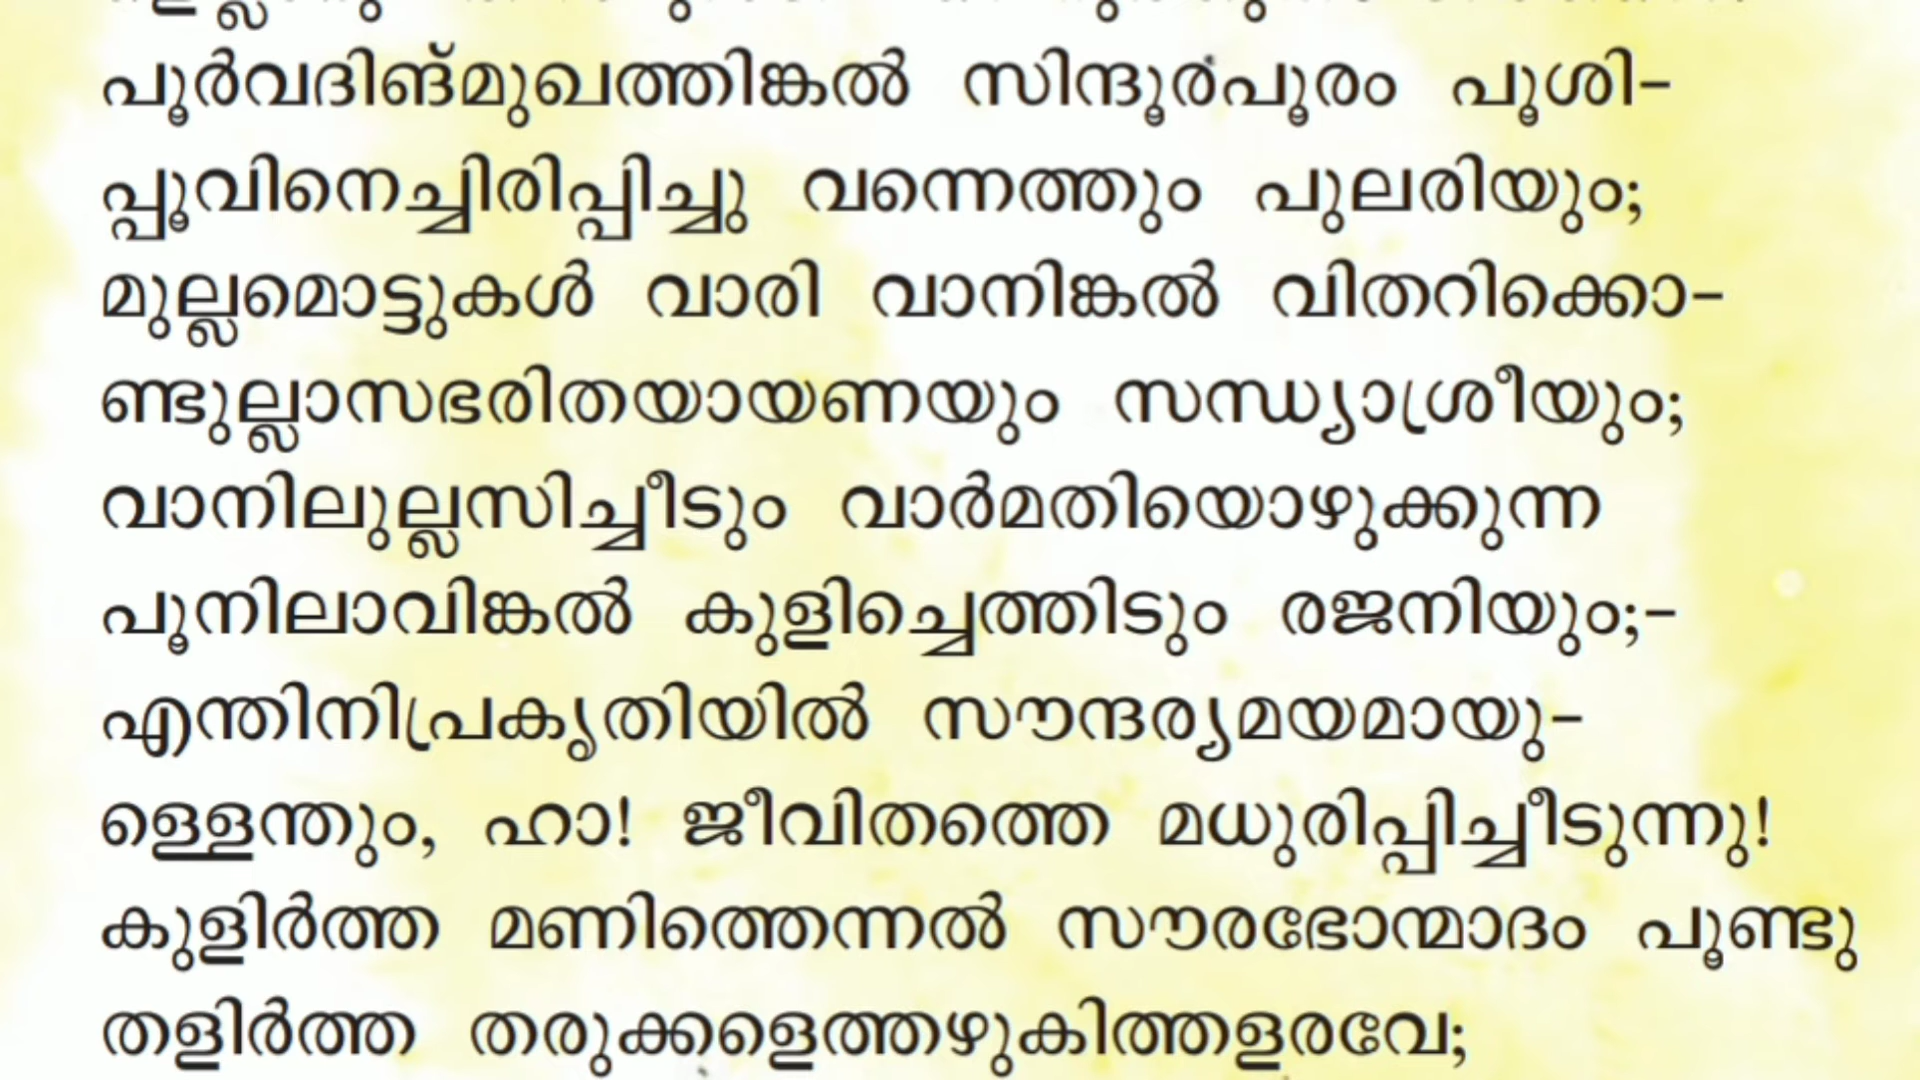 പൂർവദിങ്മുഖത്തിങ്കൽ സിന്ദൂരപൂരം പൂശി-
പ്പൂവിനെച്ചിരിപ്പിച്ചു വന്നെത്തും പുലരിയും;
മുല്ലമൊട്ടുകൾ വാരി വാനിങ്കൽ വിതറിക്കൊ-
ണ്ടുല്ലാസഭരിതയായണയും സന്ധ്യാശ്രീയും;
വാനിലുല്ലസിച്ചീടും വാർമതിയൊഴുക്കുന്ന
പൂനിലാവിങ്കൽ കുളിച്ചെത്തിടും രജനിയും;-
എന്തിനിപ്രകൃതിയിൽ സൗന്ദര്യമയമായു-
ള്ളെന്തും, ഹാ! ജീവിതത്തെ മധുരിപ്പിച്ചീടുന്നു!
കുളിർത്ത മണിത്തെന്നൽ സൗരഭോന്മാദം പൂണ്ടു
തളിർത്ത തരുക്കളെത്തഴുകിത്തളരവേ;